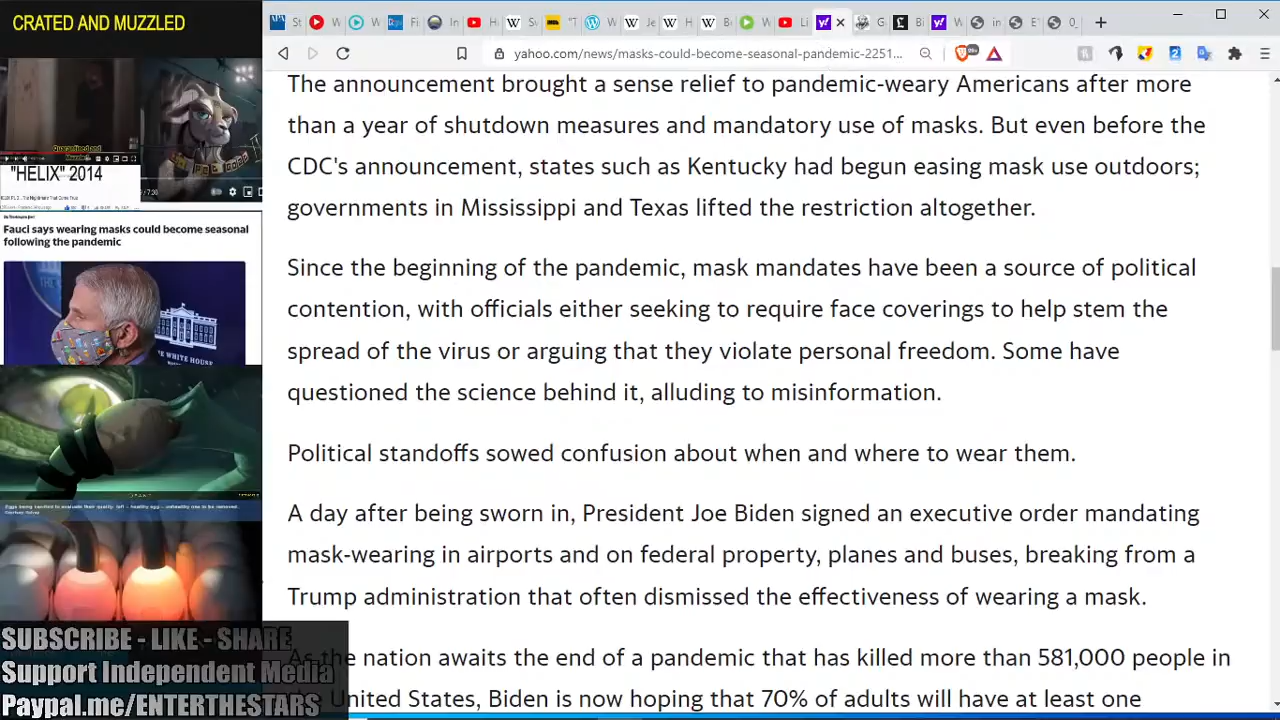 CRATED AND MUZZLED
Quarantined and
"HELIX" 2014
Fauci says wearing masks could become seasonal
following the pandemic
THE WHITE HOUSE
SUBSCRIBE - LIKE - SHARE
Support Independent Media
Paypal.me/ENTERTHESTARS
yahoo.com/news/masks-could-become-seasonal-pandemic-2251...
The announcement brought a sense relief to pandemic-weary Americans after more
than a year of shutdown measures and mandatory use of masks. But even before the
CDC's announcement, states such as Kentucky had begun easing mask use outdoors;
governments in Mississippi and Texas lifted the restriction altogether.
Since the beginning of the pandemic, mask mandates have been a source of political
contention, with officials either seeking to require face coverings to help stem the
spread of the virus or arguing that they violate personal freedom. Some have
questioned the science behind it, alluding to misinformation.
Political standoffs sowed confusion about when and where to wear them.
A day after being sworn in, President Joe Biden signed an executive order mandating
mask-wearing in airports and on federal property, planes and buses, breaking from a
Trump administration that often dismissed the effectiveness of wearing a mask.
As the nation awaits the end of a pandemic that has killed more than 581,000 people in
United States, Biden is now hoping that 70% of adults will have at least one